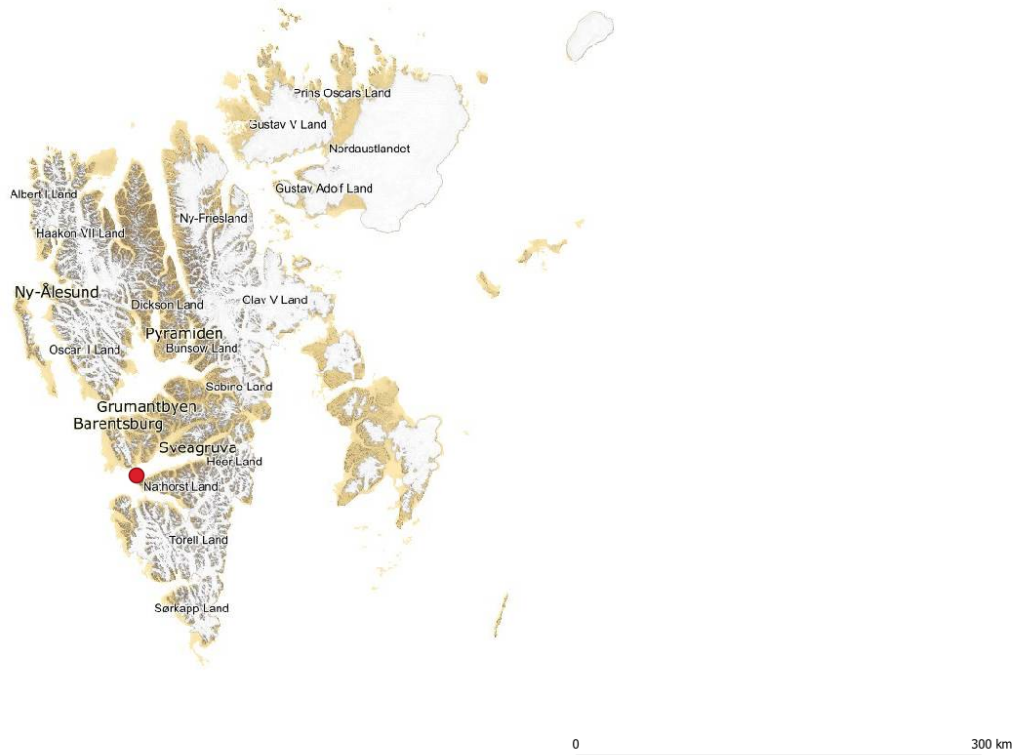 Prins Oscars Land
Gustav V Land
Nordaustlandet
Gustav Adolf Land
Albert I Land
Ny-Friesland
Haakon VII Land
Ny-Ålesund
Olav V Land
Dickson Land
Pyramiden
Oscar II Land
Bünsow Land
Sabine Land
Grumantbyen
Barentsburg
Sveagruva
Heer Land
Nathorst Land
Torell Land
Sørkapp Land
0 300 km